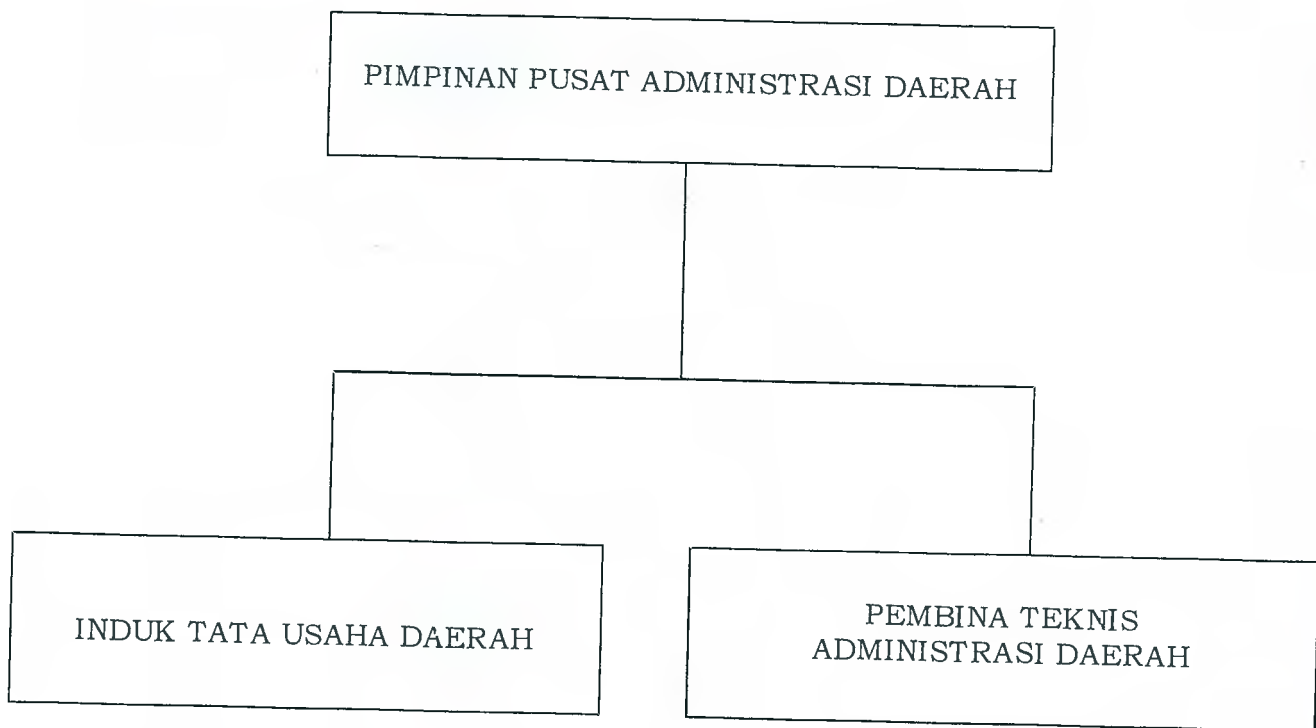 PIMPINAN PUSAT ADMINISTRASI DAERAH
INDUK TATA USAHA DAERAH
PEMBINA TEKNIS
ADMINISTRASI DAERAH